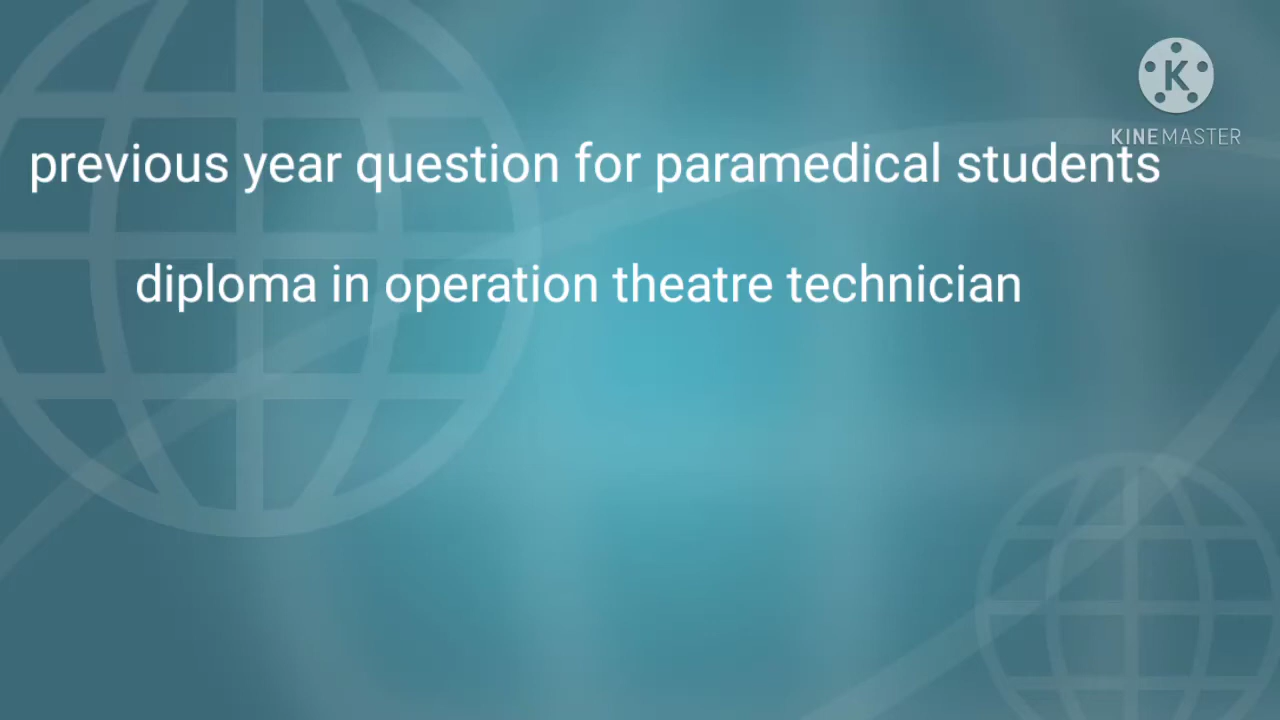 K
KINEMASTER
previous year question for paramedical students
diploma in operation theatre technician